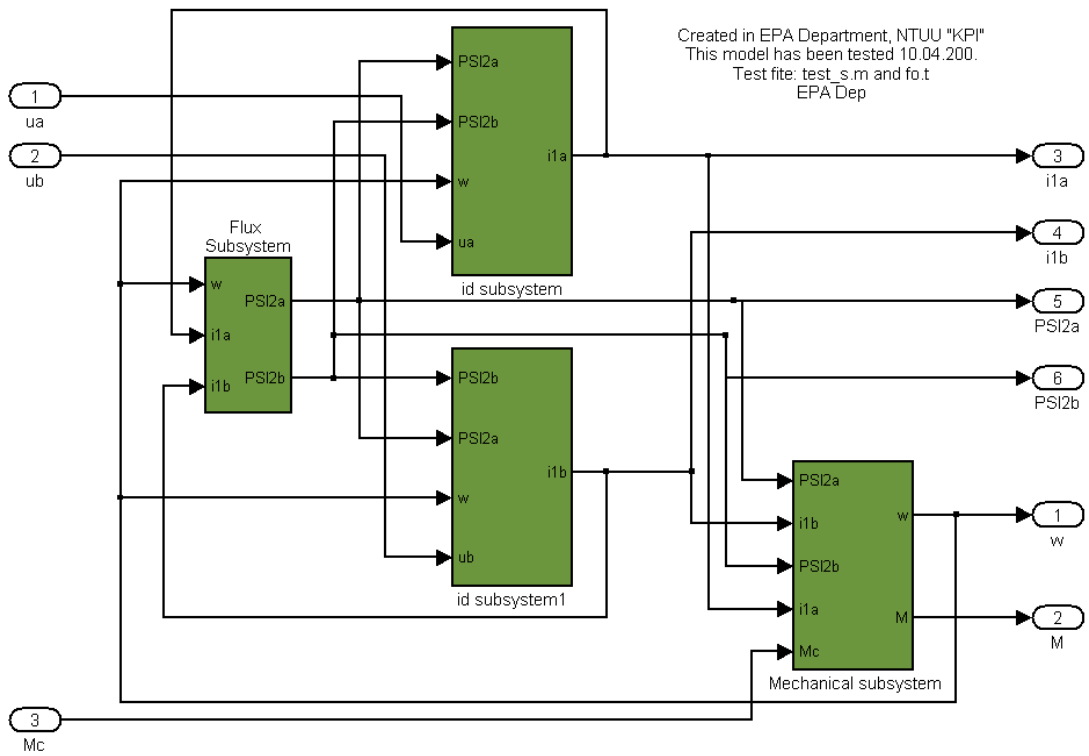 Created in EPA Department, NTUU "KPI"
This model has been tested 10.04.200.
Test fite: test_s.m and fo.t
EPA Dep
1
ua
2
ub
PSI2a
PSI2b
w
ua
i1a
id subsystem
3
i1a
4
i1b
5
PSI2a
6
PSI2b
Flux
Subsystem
w
i1a
i1b
PSI2a
PSI2b
PSI2b
PSI2a
w
ub
i1b
id subsystem1
PSI2a
i1b
PSI2b
i1a
Mc
w
M
Mechanical subsystem
1
w
2
M
3
Mc